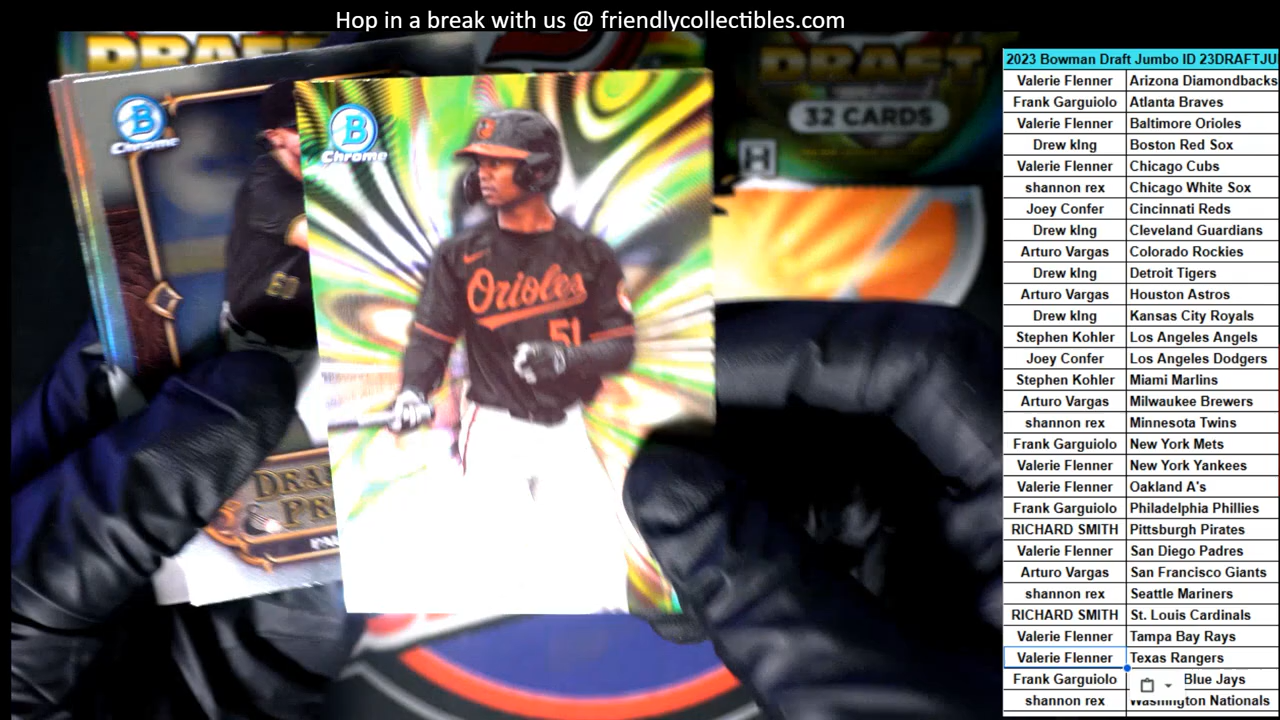 Hop in a break with us @ friendlycollectibles.com
DRAFT
DRAFT
32 CARDS
H
B
Chrome
B
Chrome
Orioles
51
DRA
PR
2023 Bowman Draft Jumbo ID 23DRAFTJU
Valerie Flenner Arizona Diamondbacks
Frank Garguiolo Atlanta Braves
Valerie Flenner Baltimore Orioles
Drew kIng Boston Red Sox
Valerie Flenner Chicago Cubs
shannon rex Chicago White Sox
Joey Confer Cincinnati Reds
Drew kIng Cleveland Guardians
Arturo Vargas Colorado Rockies
Drew kIng Detroit Tigers
Arturo Vargas Houston Astros
Drew kIng Kansas City Royals
Stephen Kohler Los Angeles Angels
Joey Confer Los Angeles Dodgers
Stephen Kohler Miami Marlins
Arturo Vargas Milwaukee Brewers
shannon rex Minnesota Twins
Frank Garguiolo New York Mets
Valerie Flenner New York Yankees
Valerie Flenner Oakland A's
Frank Garguiolo Philadelphia Phillies
RICHARD SMITH Pittsburgh Pirates
Valerie Flenner San Diego Padres
Arturo Vargas San Francisco Giants
shannon rex Seattle Mariners
RICHARD SMITH St. Louis Cardinals
Valerie Flenner Tampa Bay Rays
Valerie Flenner Texas Rangers
Frank Garguiolo Blue Jays
shannon rex Washington Nationals